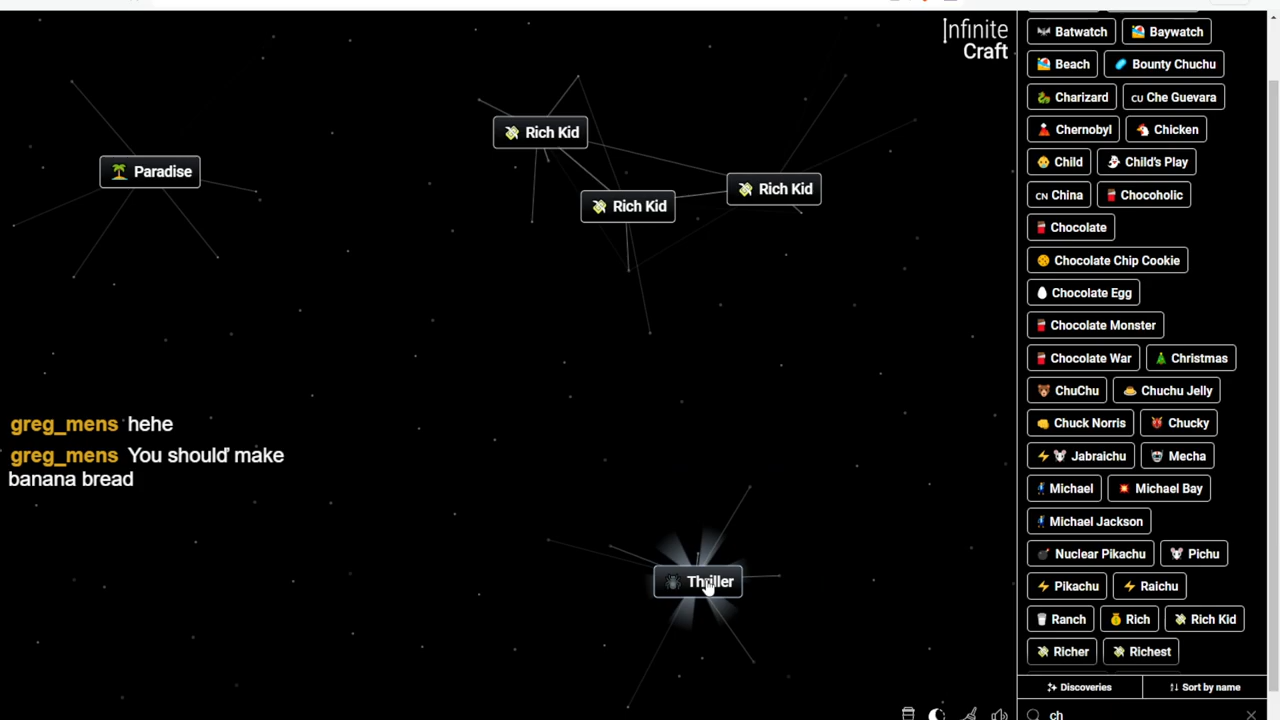 Infinite
Craft
Paradise
Rich Kid
Rich Kid
Rich Kid
greg_mens hehe
greg_mens You should make
banana bread
Thriller
Batwatch Baywatch
Beach Bounty Chuchu
Charizard CU Che Guevara
Chernobyl Chicken
Child Child's Play
CN China Chocoholic
Chocolate
Chocolate Chip Cookie
Chocolate Egg
Chocolate Monster
Chocolate War Christmas
ChuChu Chuchu Jelly
Chuck Norris Chucky
Jabraichu Mecha
Michael Michael Bay
Michael Jackson
Nuclear Pikachu Pichu
Pikachu Raichu
Ranch Rich Rich Kid
Richer Richest
Discoveries Sort by name
ch